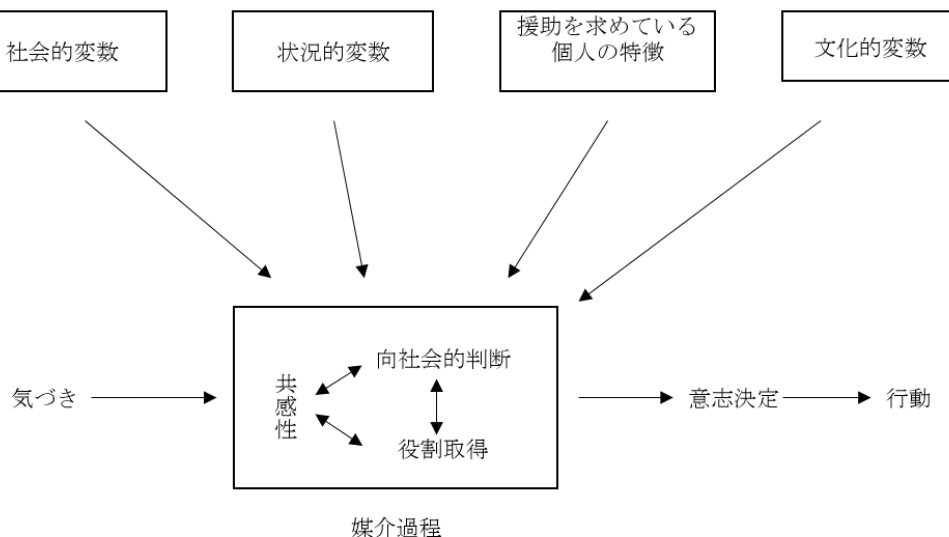 社会的変数
状況的変数
援助を求めている
個人の特徴
文化的変数
向社会的判断
共感性
気づき
意志決定
行動
役割取得
媒介過程